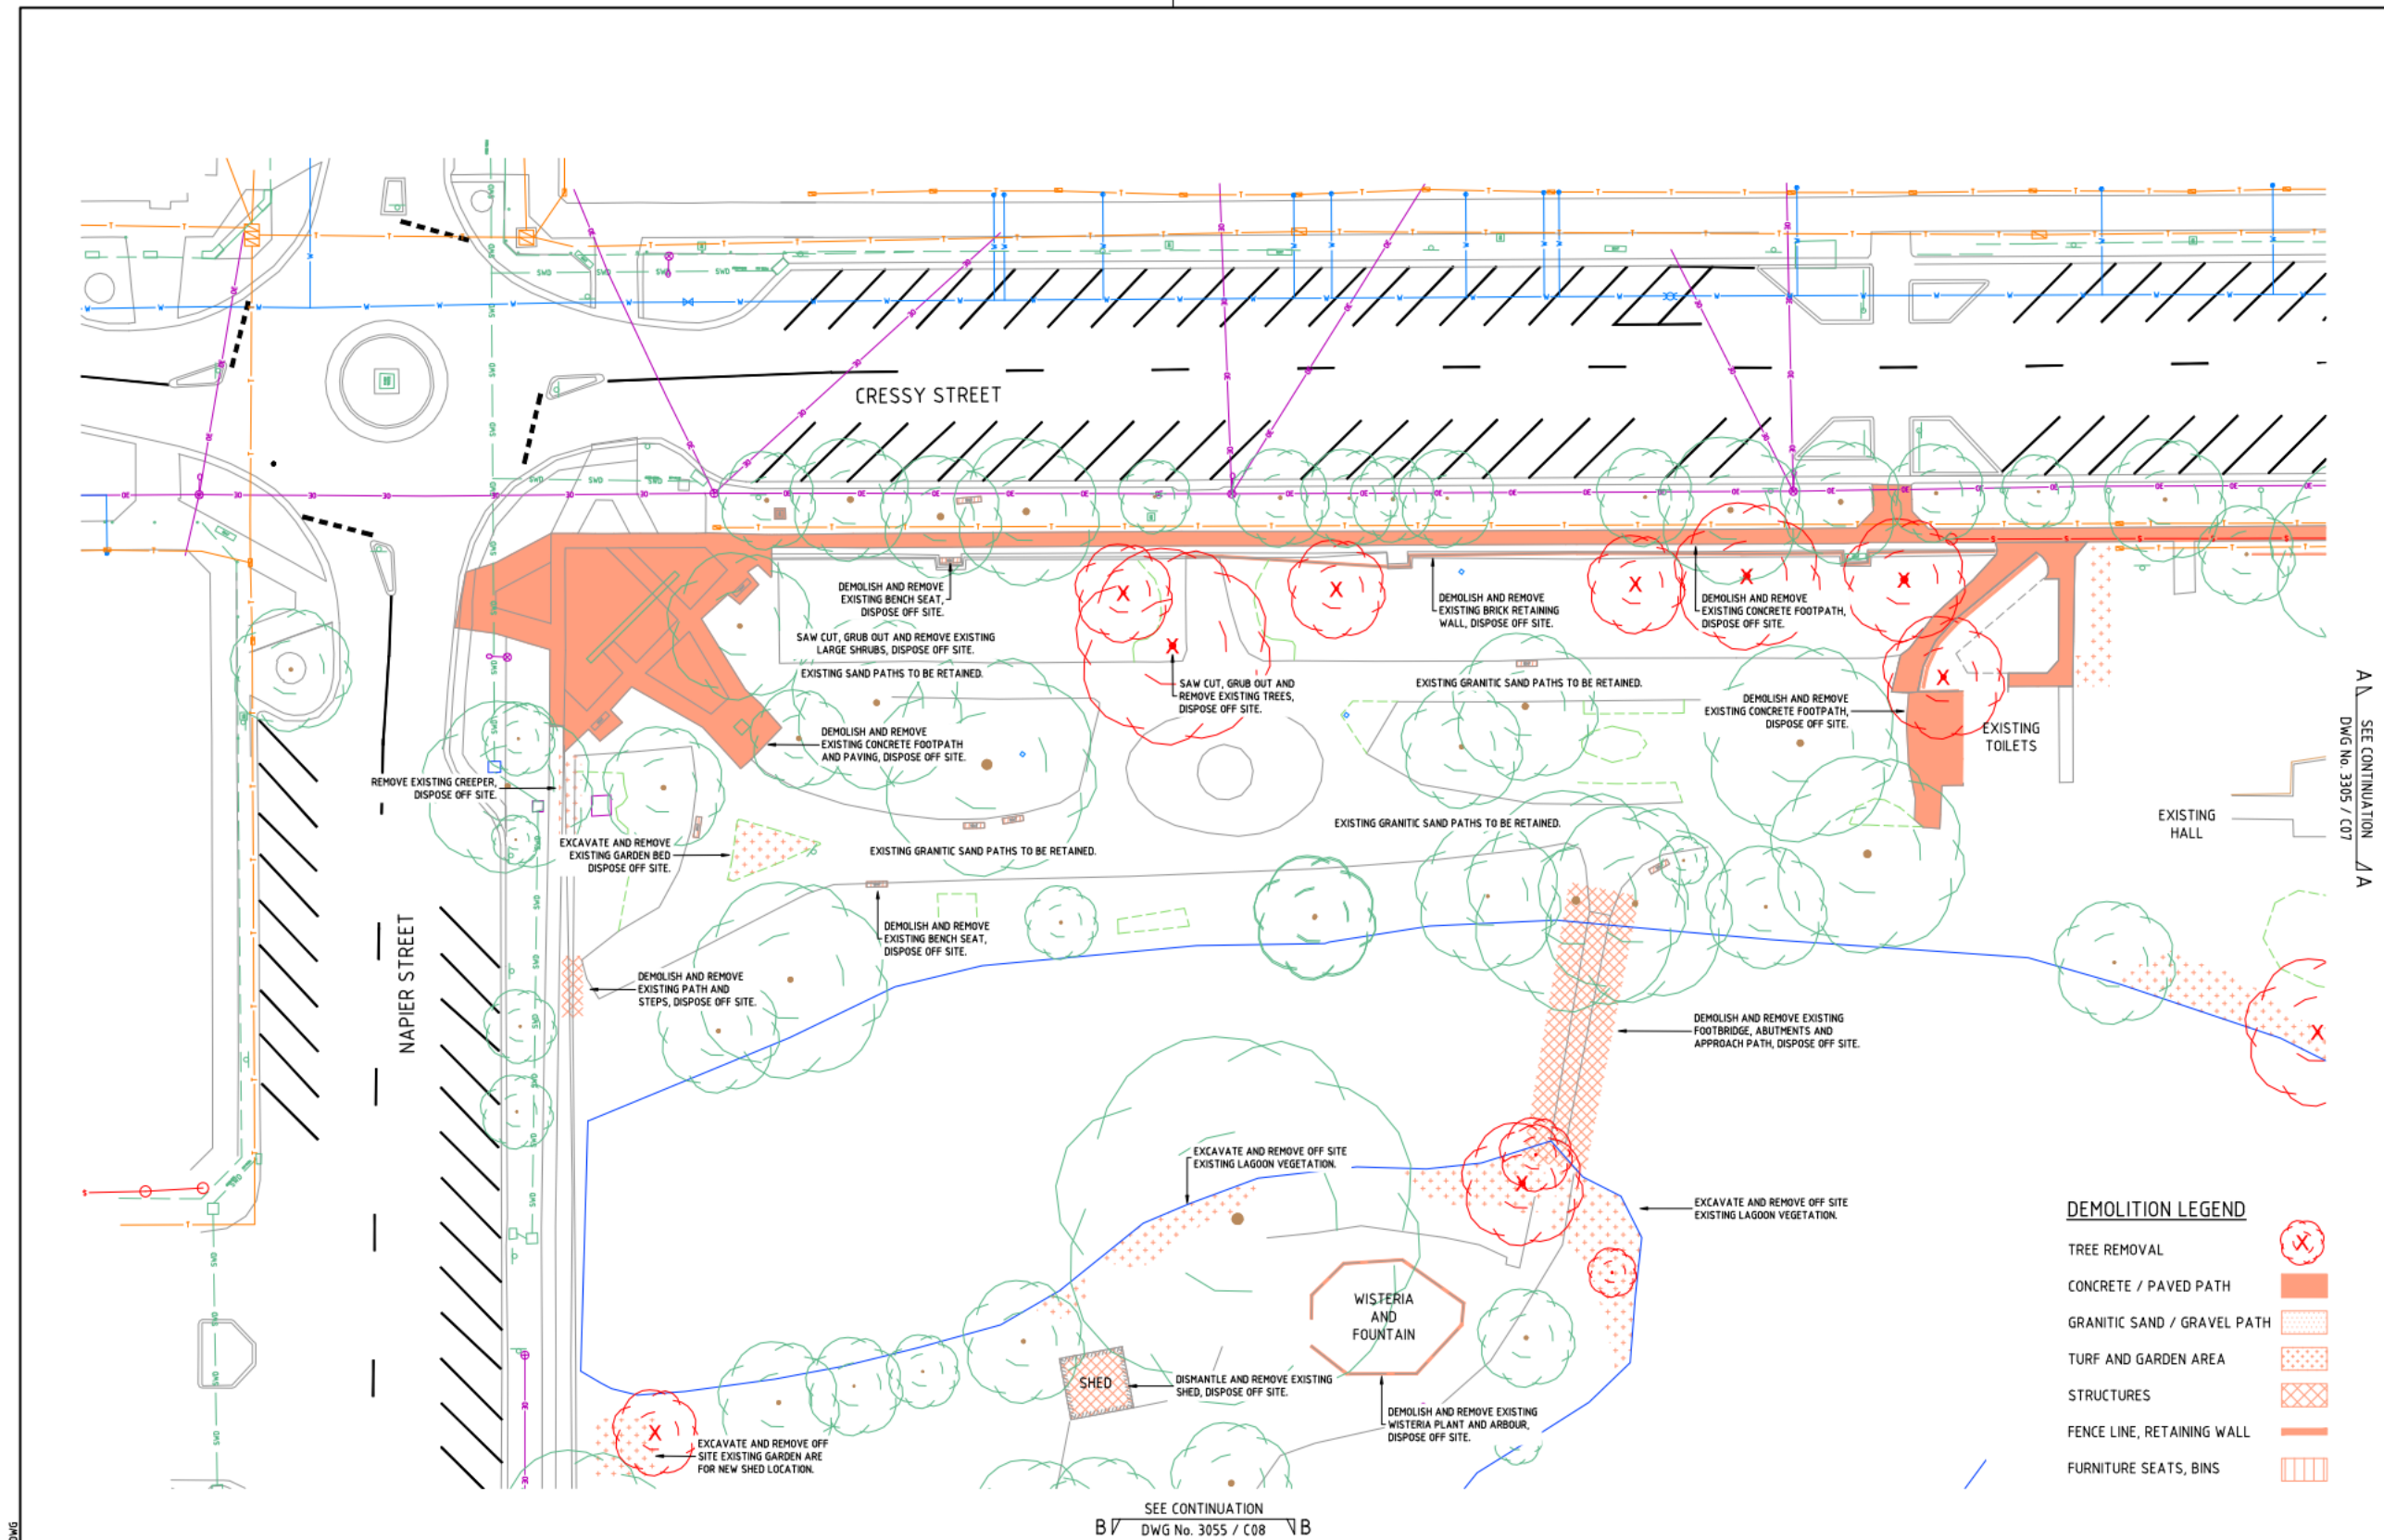 CRESSY STREET
DEMOLISH AND REMOVE
EXISTING BENCH SEAT,
DISPOSE OFF SITE.
SAW CUT, GRUB OUT AND REMOVE EXISTING
LARGE SHRUBS, DISPOSE OFF SITE.
EXISTING SAND PATHS TO BE RETAINED.
DEMOLISH AND REMOVE
EXISTING BRICK RETAINING
WALL, DISPOSE OFF SITE.
DEMOLISH AND REMOVE
EXISTING CONCRETE FOOTPATH,
DISPOSE OFF SITE.
SAW CUT, GRUB OUT AND
REMOVE EXISTING TREES,
DISPOSE OFF SITE.
EXISTING GRANITIC SAND PATHS TO BE RETAINED.
DEMOLISH AND REMOVE
EXISTING CONCRETE FOOTPATH,
DISPOSE OFF SITE.
EXISTING
TOILETS
DEMOLISH AND REMOVE
EXISTING CONCRETE FOOTPATH
AND PAVING, DISPOSE OFF SITE.
REMOVE EXISTING CREEPER,
DISPOSE OFF SITE.
EXCAVATE AND REMOVE
EXISTING GARDEN BED
DISPOSE OFF SITE.
EXISTING GRANITIC SAND PATHS TO BE RETAINED.
EXISTING GRANITIC SAND PATHS TO BE RETAINED.
EXISTING
HALL
A A
SEE CONTINUATION
DWG No. 3305 / C07
NAPIER STREET
DEMOLISH AND REMOVE
EXISTING BENCH SEAT,
DISPOSE OFF SITE.
DEMOLISH AND REMOVE
EXISTING PATH AND
STEPS, DISPOSE OFF SITE.
DEMOLISH AND REMOVE EXISTING
FOOTBRIDGE, ABUTMENTS AND
APPROACH PATH, DISPOSE OFF SITE.
EXCAVATE AND REMOVE OFF SITE
EXISTING LAGOON VEGETATION.
EXCAVATE AND REMOVE OFF SITE
EXISTING LAGOON VEGETATION.
WISTERIA
AND
FOUNTAIN
SHED
DISMANTLE AND REMOVE EXISTING
SHED, DISPOSE OFF SITE.
DEMOLISH AND REMOVE EXISTING
WISTERIA PLANT AND ARBOUR,
DISPOSE OFF SITE.
EXCAVATE AND REMOVE OFF
SITE EXISTING GARDEN ARE
FOR NEW SHED LOCATION.
DEMOLITION LEGEND
TREE REMOVAL
CONCRETE / PAVED PATH
GRANITIC SAND / GRAVEL PATH
TURF AND GARDEN AREA
STRUCTURES
FENCE LINE, RETAINING WALL
FURNITURE SEATS, BINS
SEE CONTINUATION
B DWG No. 3055 / C08 B
DWG